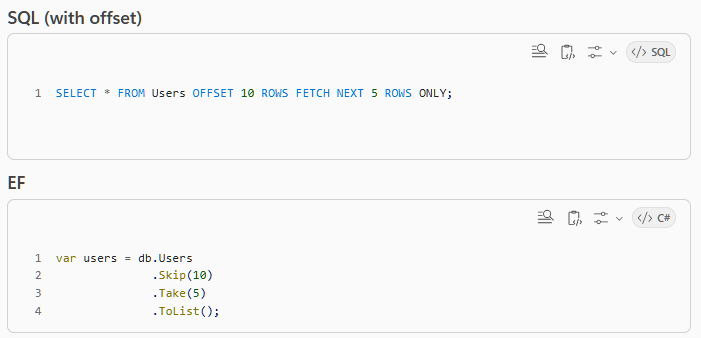 SQL (with offset)
</> SQL
1 SELECT * FROM Users OFFSET 10 ROWS FETCH NEXT 5 ROWS ONLY;
EF
</> C#
1 var users = db.Users
2 .Skip(10)
3 .Take(5)
4 .ToList();